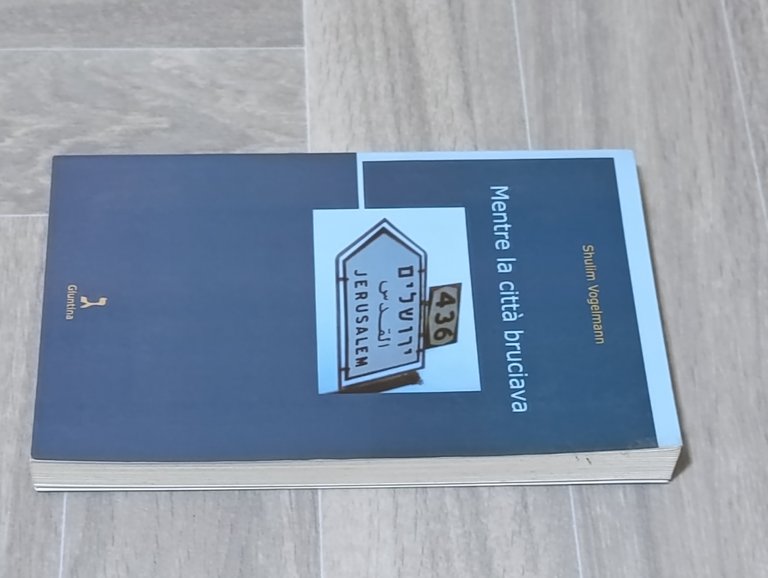 Shulim Vogelmann
Mentre la città bruciava
436
ירושלים
القدس
JERUSALEM
ג
Giuntina